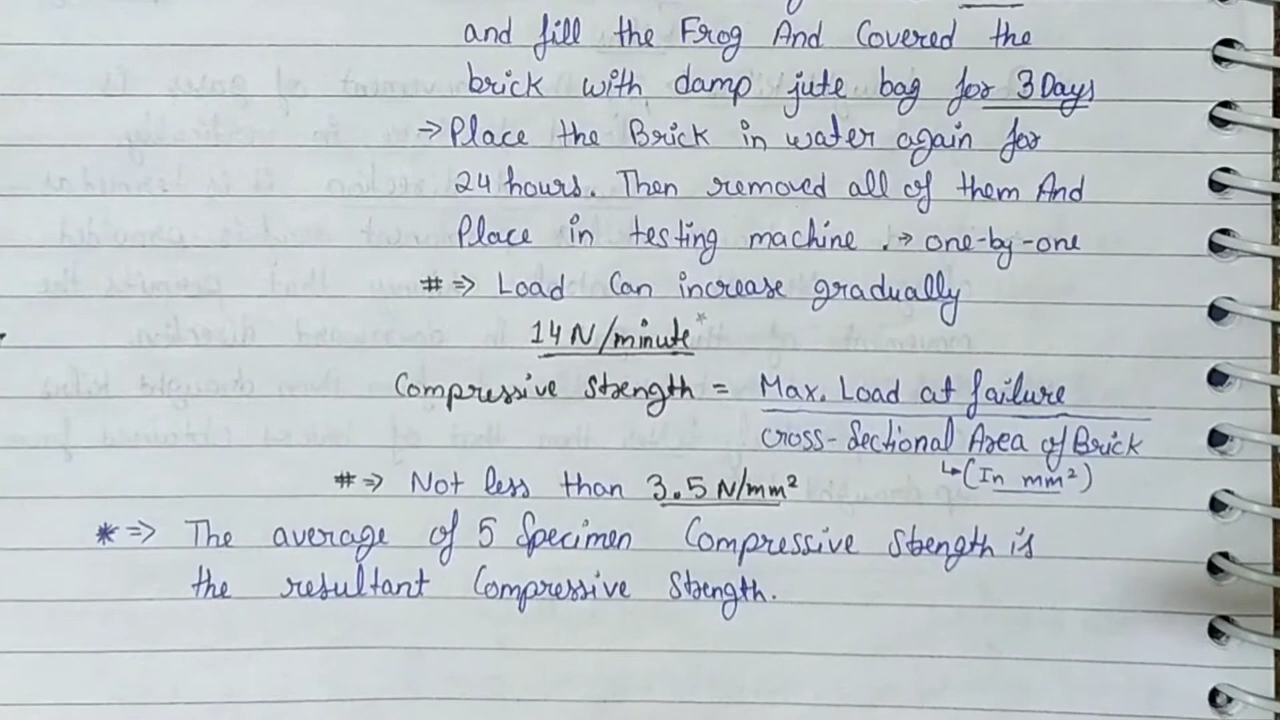 and fill the Frog And Covered the
brick with damp jute bag for 3 Days
⇒ Place the Brick in water again for
24 hours. Then removed all of them And
Place in testing machine . → one-by-one
# ⇒ Load Can increase gradually
14 N/minute*
Compressive Strength = Max. Load at failure
cross-Sectional Area of Brick
↳ (In mm²)
# ⇒ Not less than 3.5 N/mm²
* ⇒ The average of 5 Specimen Compressive Strength is
the resultant Compressive Strength.